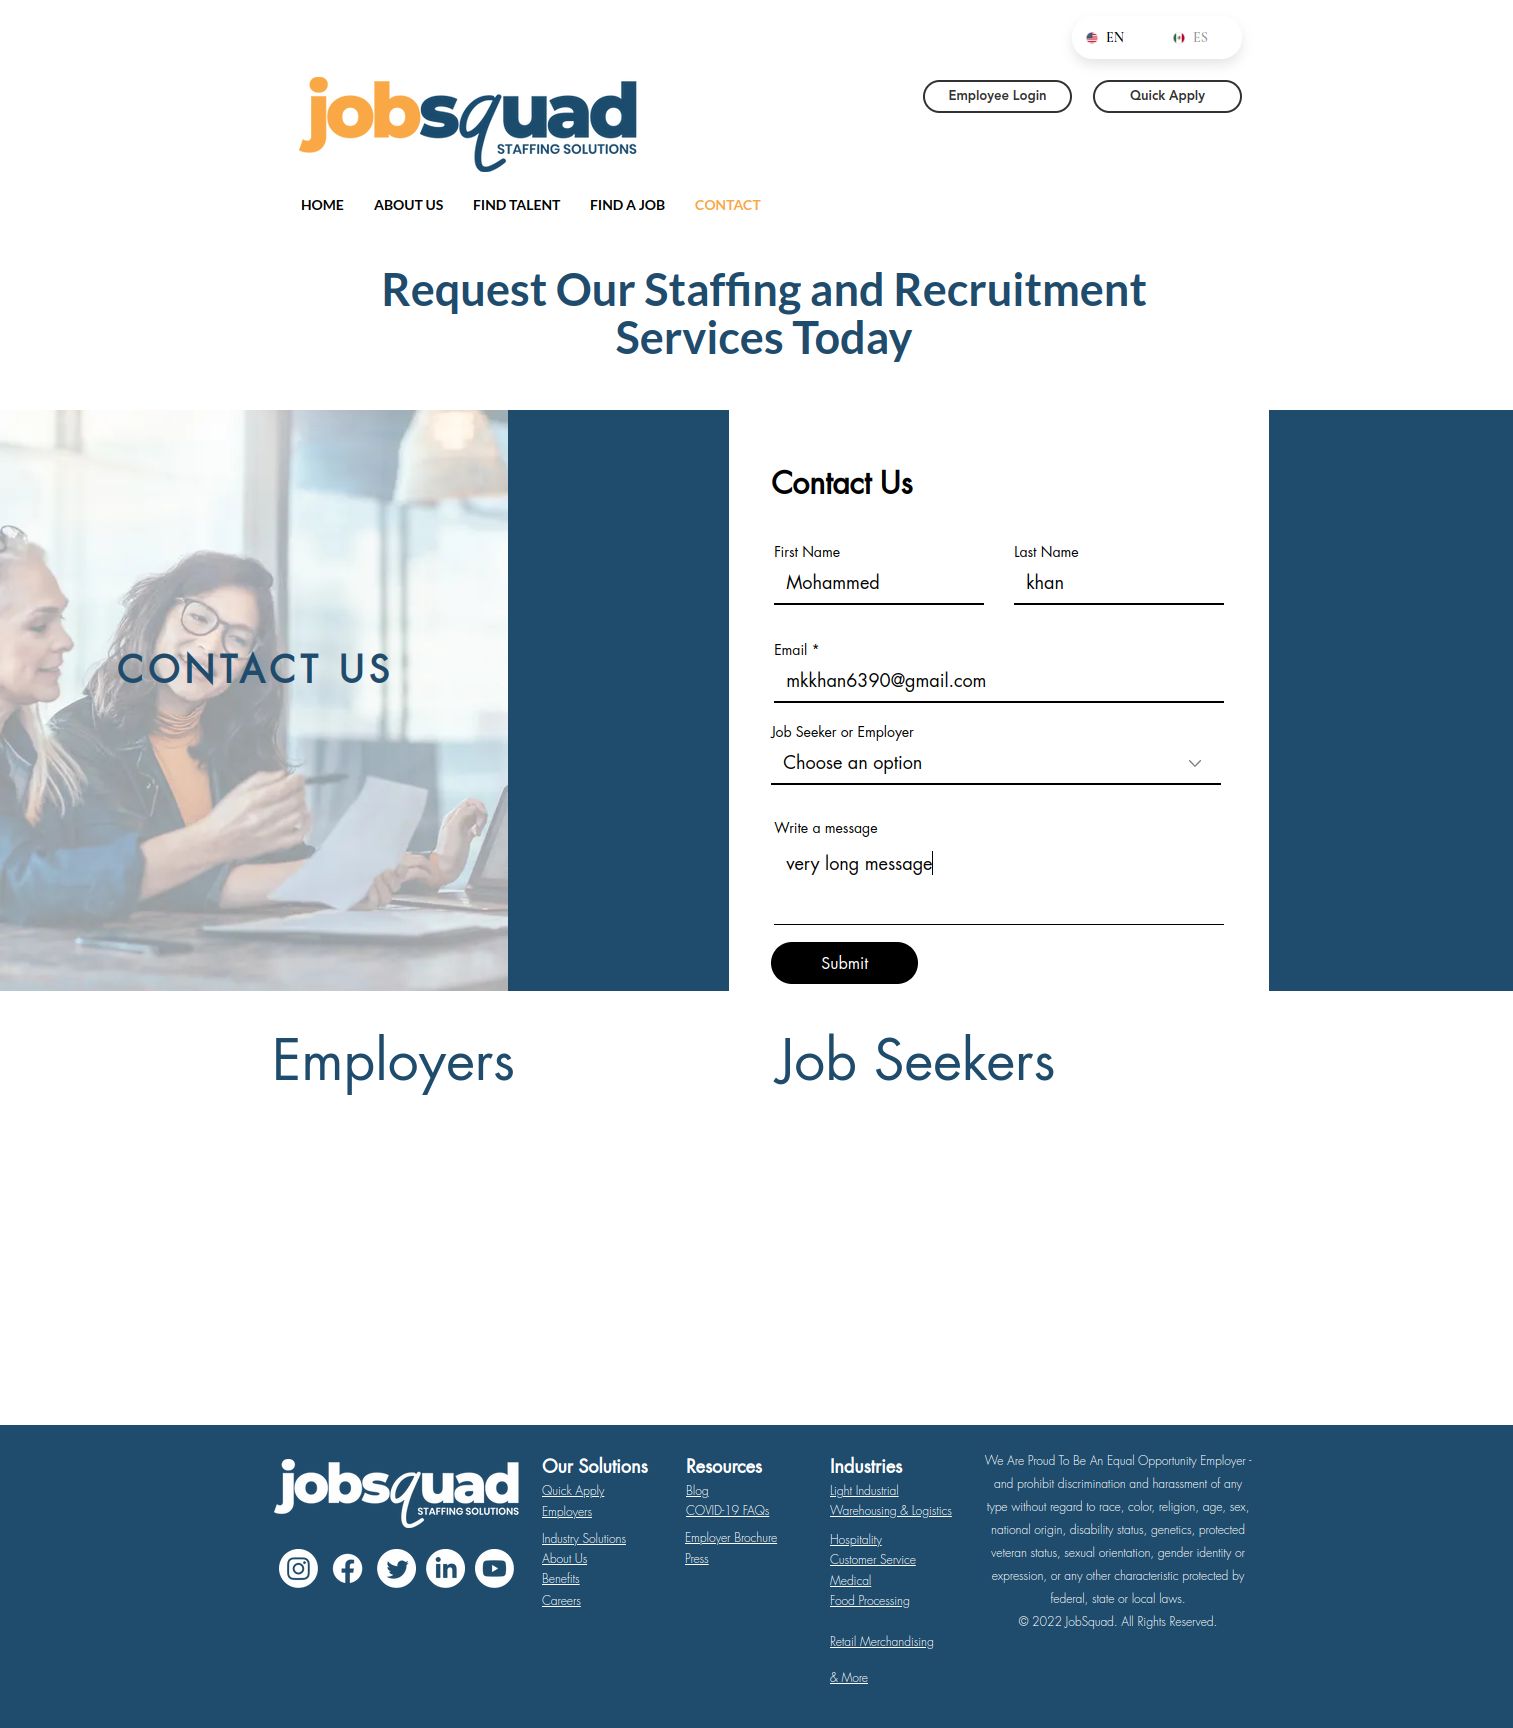 EN
ES
jobsquad
STAFFING SOLUTIONS
Employee Login
Quick Apply
HOME
ABOUT US
FIND TALENT
FIND A JOB
CONTACT
Request Our Staffing and Recruitment
Services Today
CONTACT US
Contact Us
First Name
Last Name
Mohammed
khan
Email *
mkkhan6390@gmail.com
Job Seeker or Employer
Choose an option
Write a message
very long message
Submit
Employers
Job Seekers
jobsquad
STAFFING SOLUTIONS
Our Solutions
Quick Apply
Employers
Industry Solutions
About Us
Benefits
Careers
Resources
Blog
COVID-19 FAQs
Employer Brochure
Press
Industries
Light Industrial
Warehousing & Logistics
Hospitality
Customer Service
Medical
Food Processing
Retail Merchandising
& More
We Are Proud To Be An Equal Opportunity Employer -
and prohibit discrimination and harassment of any
type without regard to race, color, religion, age, sex,
national origin, disability status, genetics, protected
veteran status, sexual orientation, gender identity or
expression, or any other characteristic protected by
federal, state or local laws.
© 2022 JobSquad. All Rights Reserved.